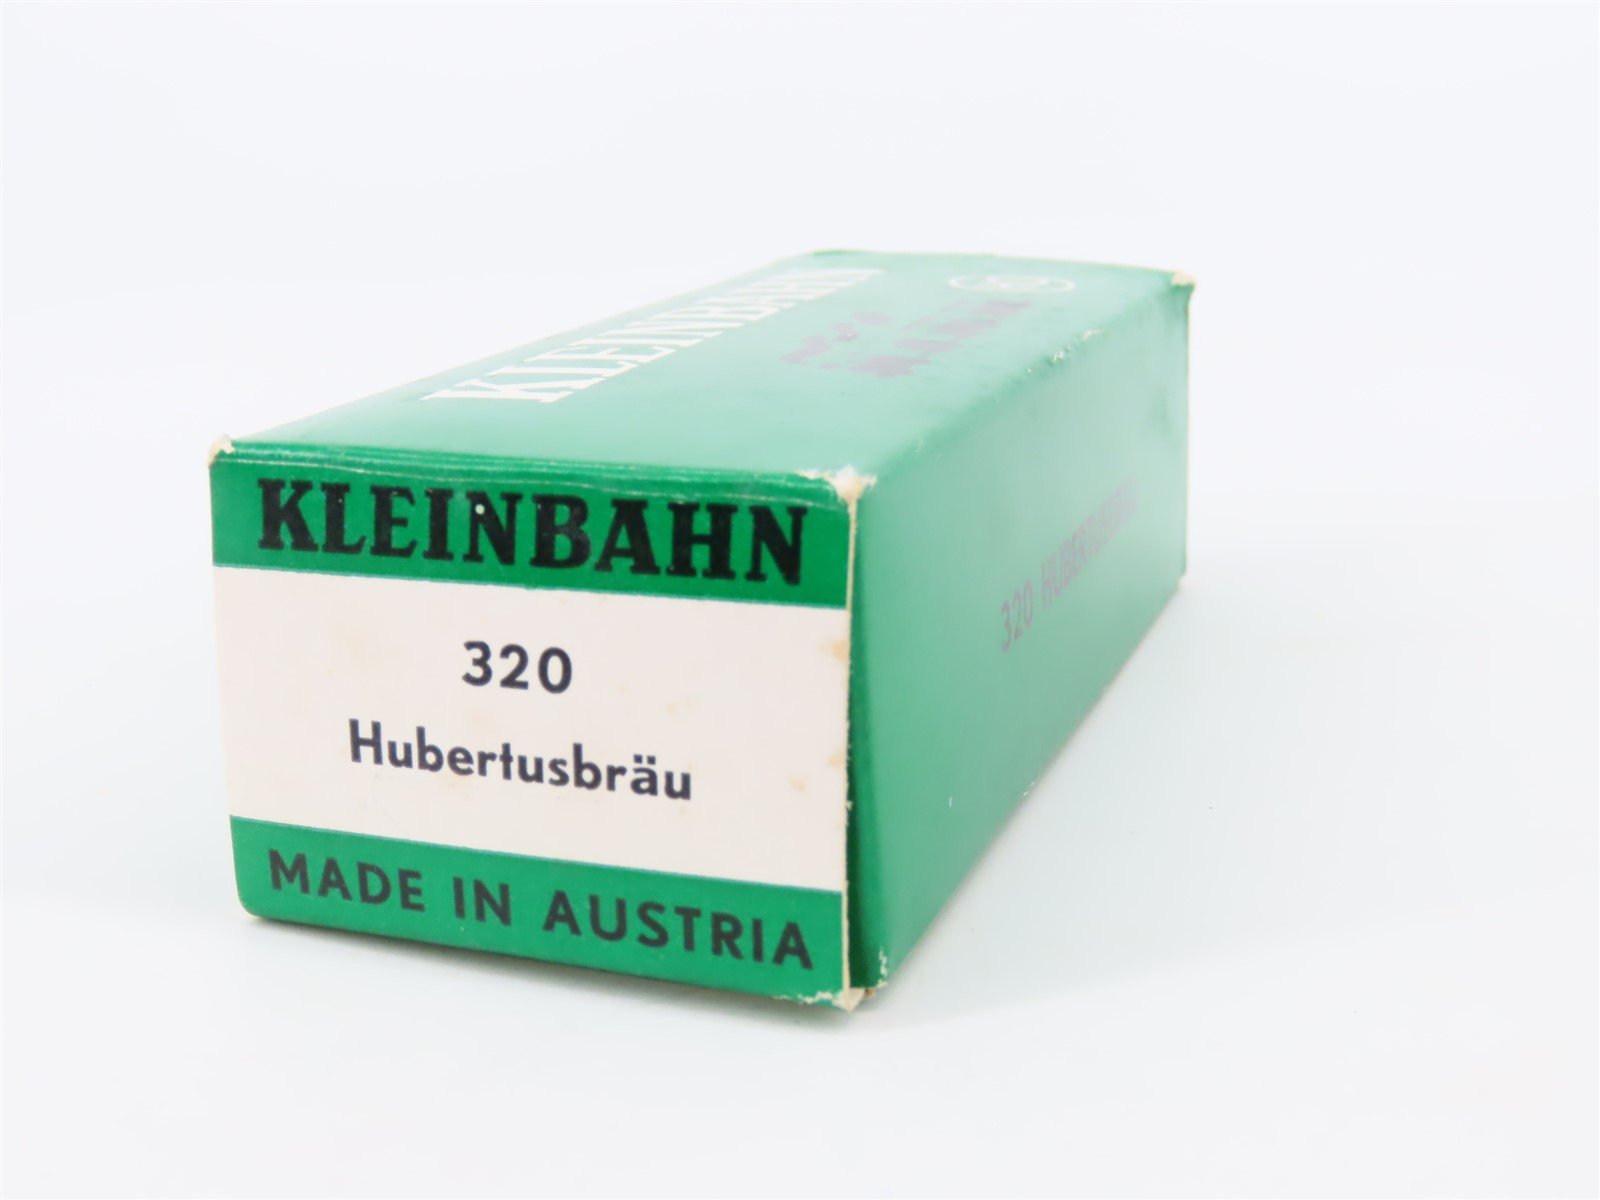 KLEINBAHN
KLEINBAHN
320
Hubertusbräu
MADE IN AUSTRIA
320 HUBERTUSBRÄU